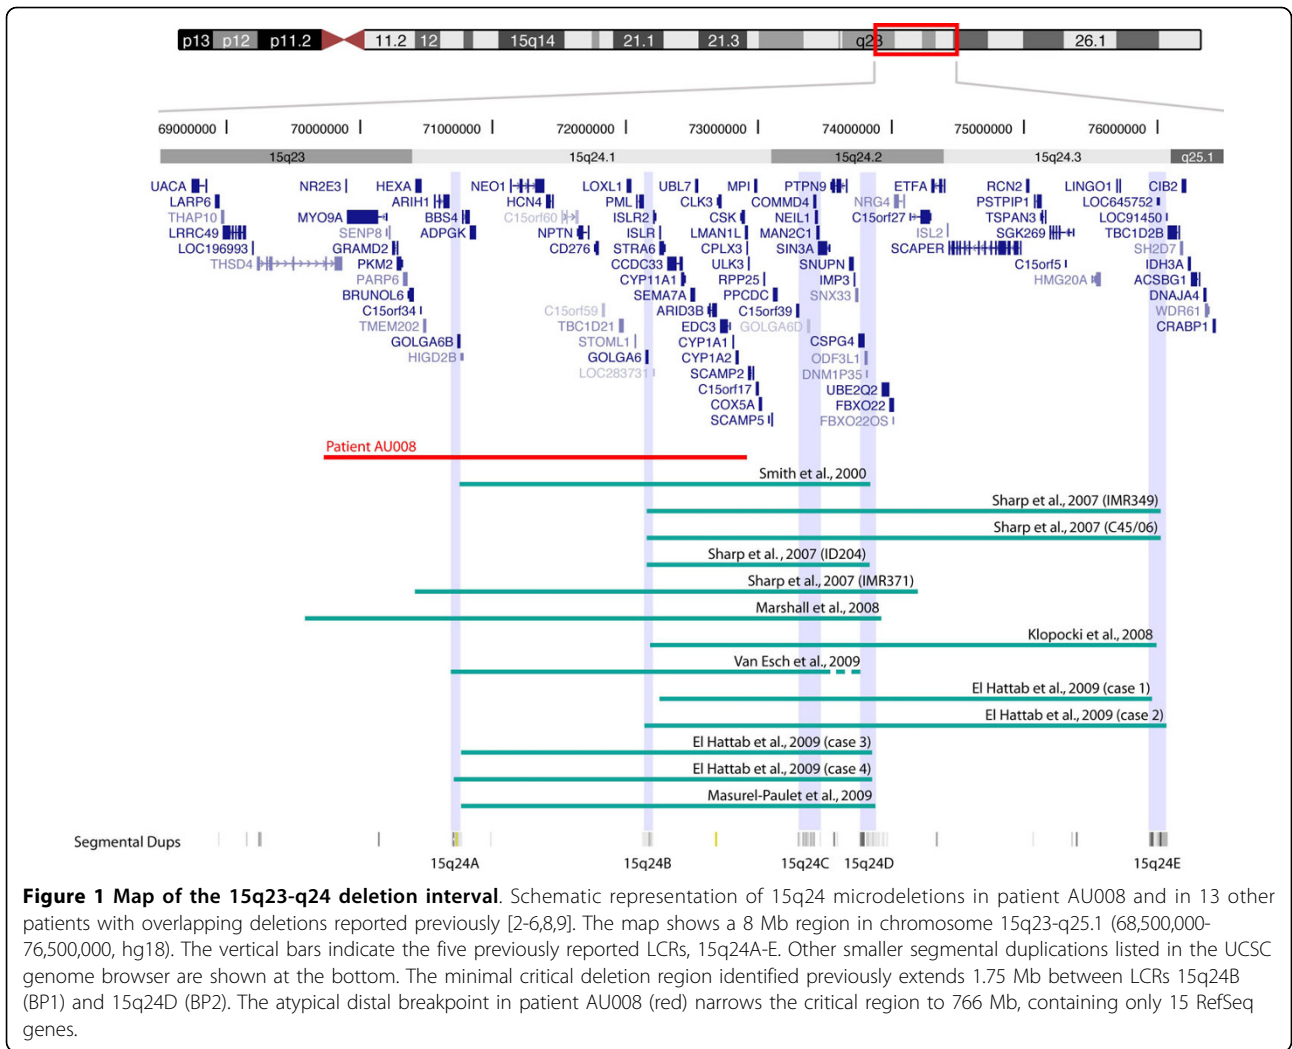 p13 p12 p11.2 11.2 12 15q14 21.1 21.3 q23 26.1
69000000 70000000 71000000 72000000 73000000 74000000 75000000 76000000
15q23 15q24.1 15q24.2 15q24.3 q25.1
UACA NR2E3 HEXA NEO1 LOXL1 UBL7 MPI PTPN9 ETFA RCN2 LINGO1 CIB2
LARP6 ARIH1 HCN4 PML CLK3 COMMD4 NRG4 PSTPIP1 LOC645752
THAP10 MYO9A BBS4 C15orf60 ISLR2 CSK NEIL1 C15orf27 TSPAN3 LOC91450
LRRC49 SENP8 ADPGK NPTN ISLR LMAN1L MAN2C1 ISL2 SGK269 TBC1D2B
LOC196993 GRAMD2 CD276 STRA6 CPLX3 SIN3A SCAPER SH2D7
THSD4 PKM2 CCDC33 ULK3 SNUPN C15orf5 IDH3A
PARP6 CYP11A1 RPP25 IMP3 HMG20A ACSBG1
BRUNOL6 SEMA7A PPCDC SNX33 DNAJA4
C15orf34 C15orf59 ARID3B C15orf39 WDR61
TMEM202 TBC1D21 EDC3 GOLGA6D CRABP1
GOLGA6B STOML1 CYP1A1 CSPG4
HIGD2B GOLGA6 CYP1A2 ODF3L1
LOC283731 SCAMP2 DNM1P35
C15orf17 UBE2Q2
COX5A FBXO22
SCAMP5 FBXO22OS
Patient AU008
Smith et al., 2000
Sharp et al., 2007 (IMR349)
Sharp et al., 2007 (C45/06)
Sharp et al., 2007 (ID204)
Sharp et al., 2007 (IMR371)
Marshall et al., 2008
Klopocki et al., 2008
Van Esch et al., 2009
El Hattab et al., 2009 (case 1)
El Hattab et al., 2009 (case 2)
El Hattab et al., 2009 (case 3)
El Hattab et al., 2009 (case 4)
Masurel-Paulet et al., 2009
Segmental Dups
15q24A 15q24B 15q24C 15q24D 15q24E
Figure 1 Map of the 15q23-q24 deletion interval. Schematic representation of 15q24 microdeletions in patient AU008 and in 13 other
patients with overlapping deletions reported previously [2-6,8,9]. The map shows a 8 Mb region in chromosome 15q23-q25.1 (68,500,000-
76,500,000, hg18). The vertical bars indicate the five previously reported LCRs, 15q24A-E. Other smaller segmental duplications listed in the UCSC
genome browser are shown at the bottom. The minimal critical deletion region identified previously extends 1.75 Mb between LCRs 15q24B
(BP1) and 15q24D (BP2). The atypical distal breakpoint in patient AU008 (red) narrows the critical region to 766 Mb, containing only 15 RefSeq
genes.